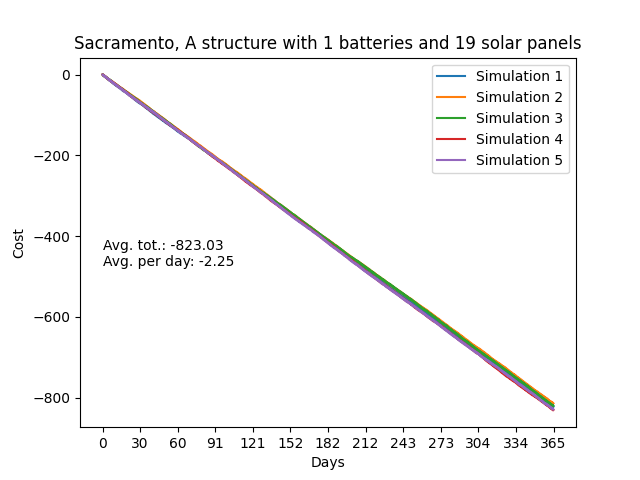 Sacramento, A structure with 1 batteries and 19 solar panels
Simulation 1
Simulation 2
Simulation 3
Simulation 4
Simulation 5
Avg. tot.: -823.03
Avg. per day: -2.25
Cost
0
−200
−400
−600
−800
0 30 60 91 121 152 182 212 243 273 304 334 365
Days